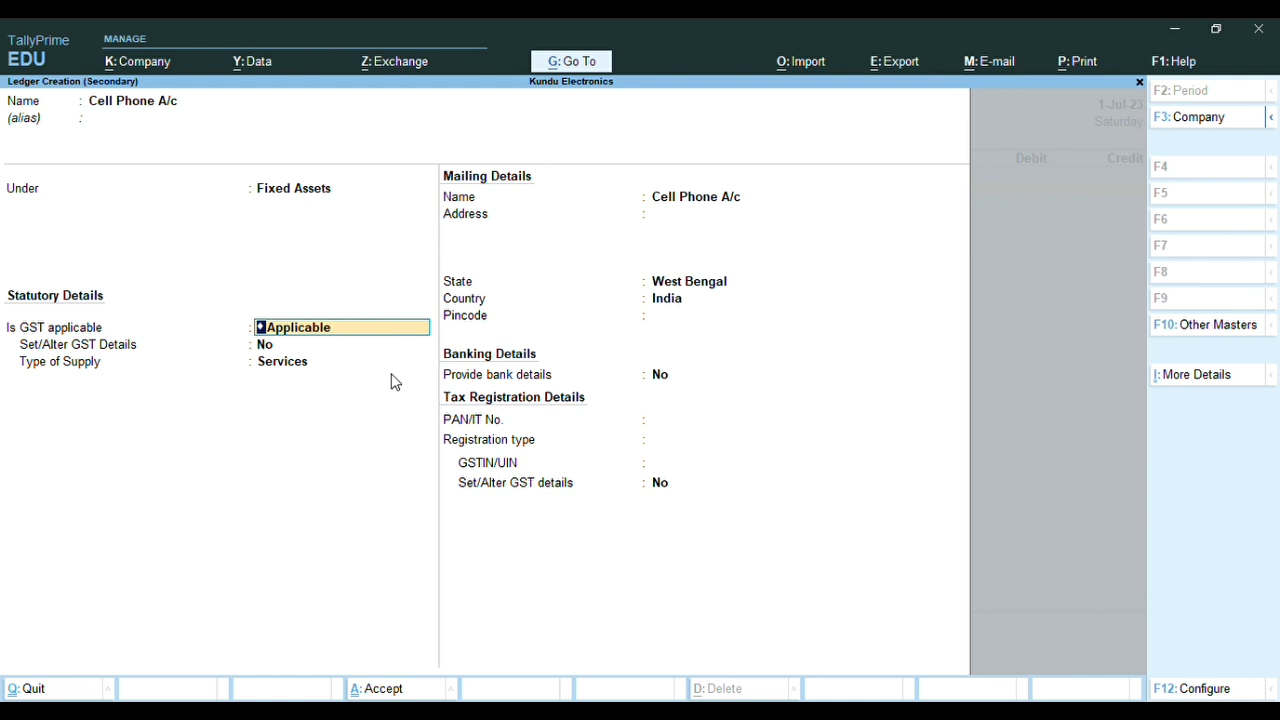 TallyPrime
EDU
MANAGE
K: Company
Y: Data
Z: Exchange
G: Go To
O: Import
E: Export
M: E-mail
P: Print
F1: Help
Ledger Creation (Secondary)
Kundu Electronics
Name : Cell Phone A/c
(alias) :
Under : Fixed Assets
Statutory Details
Is GST applicable : Applicable
Set/Alter GST Details : No
Type of Supply : Services
Mailing Details
Name : Cell Phone A/c
Address :
State : West Bengal
Country : India
Pincode :
Banking Details
Provide bank details : No
Tax Registration Details
PAN/IT No. :
Registration type :
GSTIN/UIN :
Set/Alter GST details : No
1-Jul-23
Saturday
Debit Credit
F2: Period
F3: Company
F4
F5
F6
F7
F8
F9
F10: Other Masters
I: More Details
Q: Quit
A: Accept
D: Delete
F12: Configure